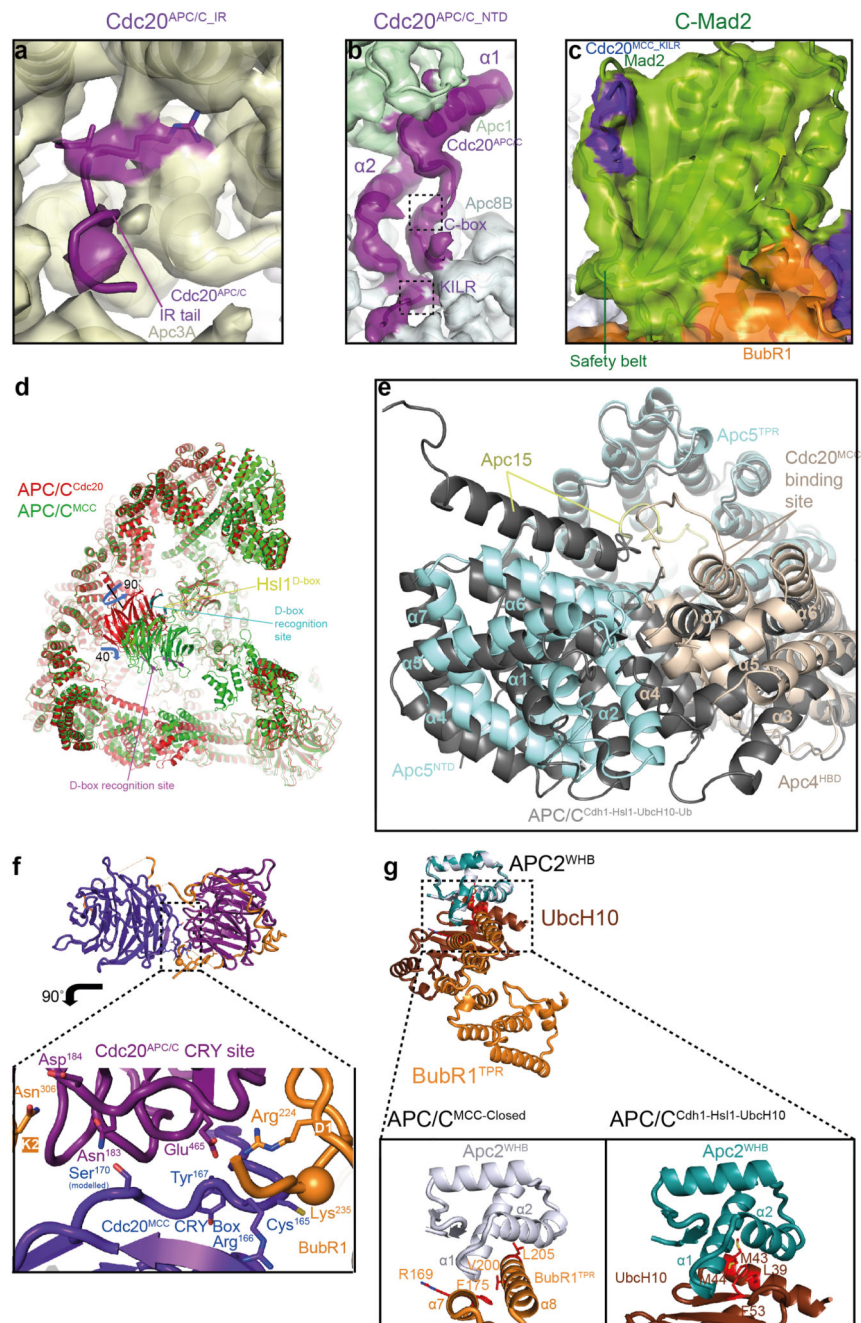 Cdc20APC/C_IR
Cdc20APC/C_NTD
C-Mad2
a
Cdc20APC/C
IR tail
Apc3A
b
α1
Apc1
Cdc20APC/C
α2
Apc8B
C-box
KILR
c
Cdc20MCC_KILR
Mad2
Safety belt
BubR1
d
APC/CCdc20
APC/CMCC
90°
Hsl1D-box
D-box
recognition
site
40°
D-box recognition site
e
Apc5TPR
Apc15
Cdc20MCC
binding
site
α6
α7
α7
α6
α5
α1
α5
α4
α2
α4
α3
Apc5NTD
Apc4HBD
APC/CCdh1-Hsl1-UbcH10-Ub
f
90°
Cdc20APC/C CRY site
Asp184
Asn306
Arg224
D1
K2
Asn183
Glu465
Ser170
(modelled)
Tyr167
Lys235
Cdc20MCC CRY Box
Cys165
Arg166
BubR1
g
APC2WHB
UbcH10
BubR1TPR
APC/CMCC-Closed
APC/CCdh1-Hsl1-UbcH10
Apc2WHB
α2
α1
L205
V200
R169
E175
BubR1TPR
α7
α8
Apc2WHB
α2
α1
M43
UbcH10
M44
L39
E53